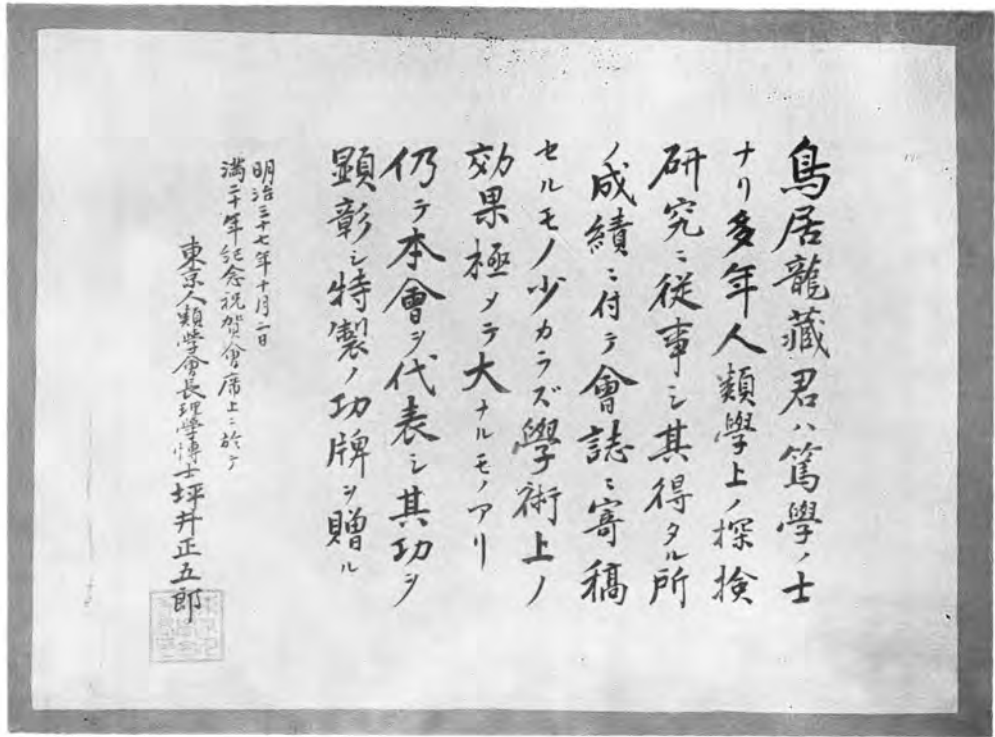 鳥居龍藏君ハ篤學ノ士
ナリ多年人類學上ノ探検
研究ニ従事シ其得タル所
ノ成績ニ付テ會誌ニ寄稿
セルモノ少カラズ學術上ノ
効果極メテ大ナルモノアリ
仍テ本會ヲ代表シ其功ヲ
顕彰シ特製ノ功牌ヲ贈ル
明治三十七年十月二日
満二十年記念祝賀會席上ニ於テ
東京人類學會長理學博士坪井正五郎